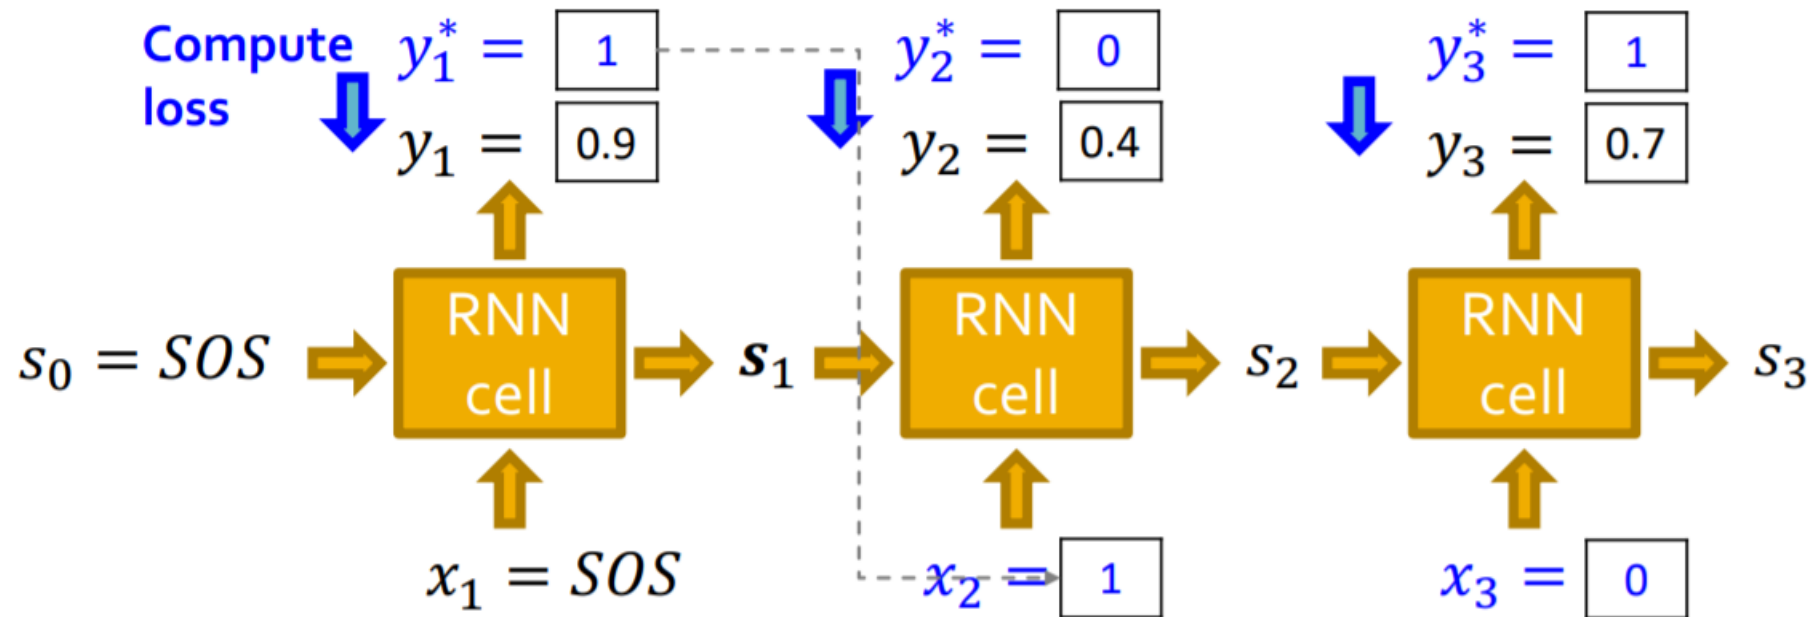 Compute loss
y₁* = 1
y₂* = 0
y₃* = 1
y₁ = 0.9
y₂ = 0.4
y₃ = 0.7
RNN cell
RNN cell
RNN cell
s₀ = SOS
s₁
s₂
s₃
x₁ = SOS
x₂ = 1
x₃ = 0